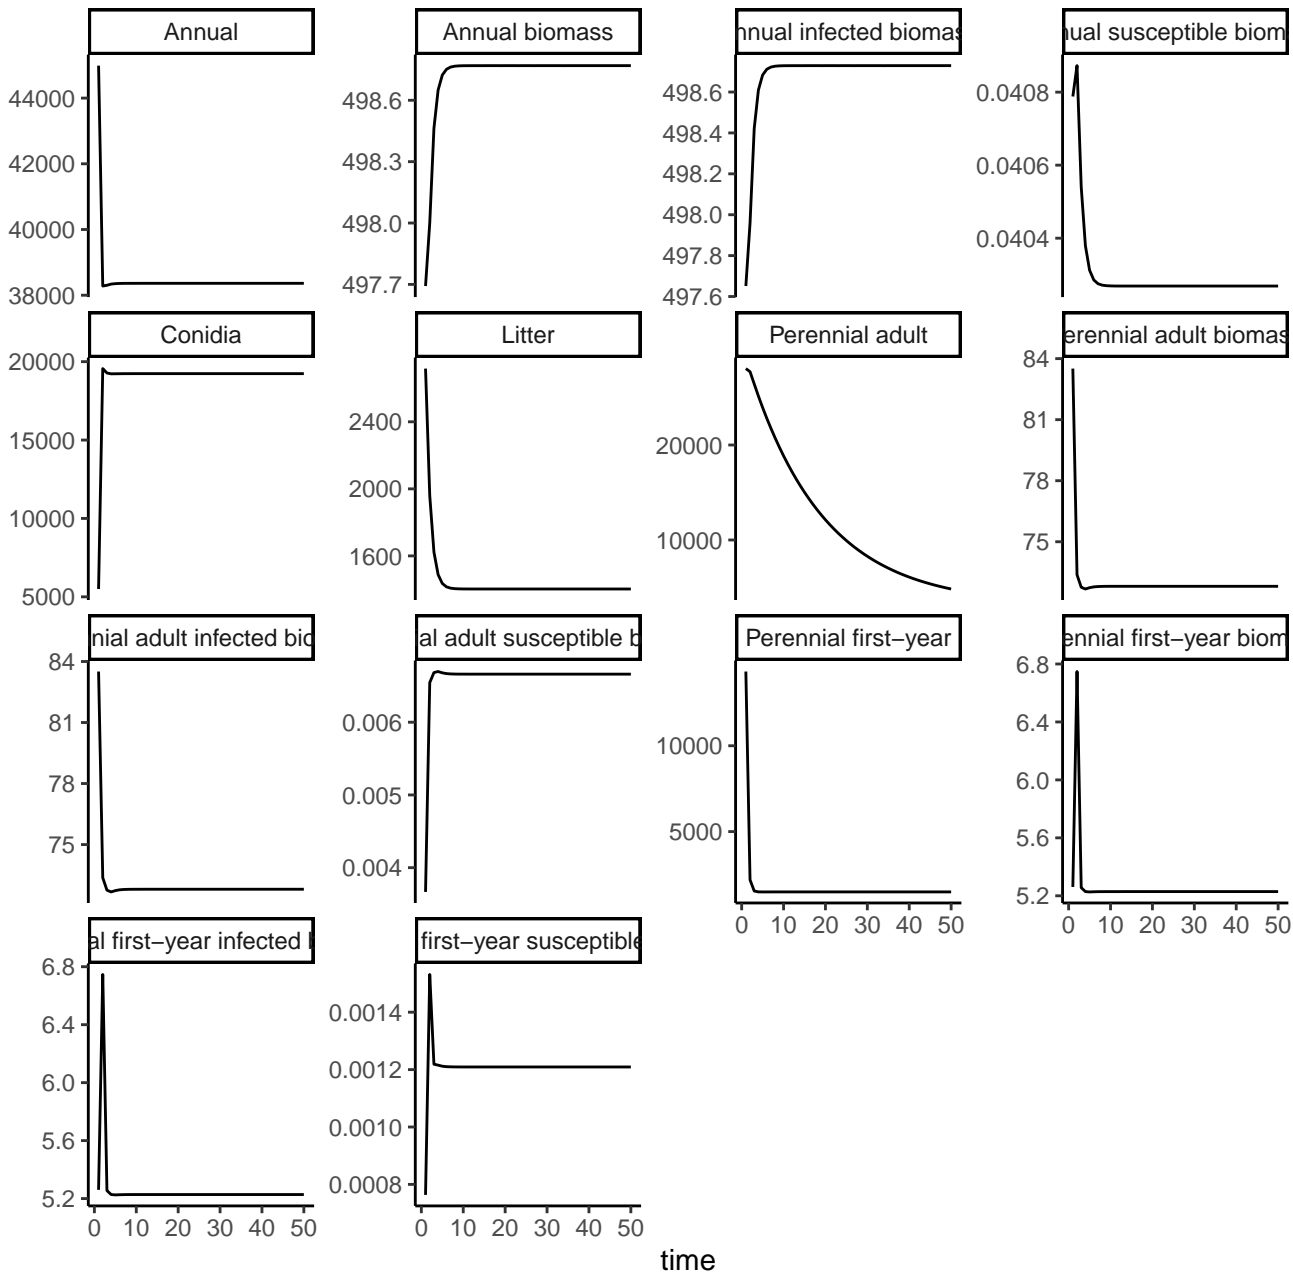 Annual
Annual biomass
nnual infected biomas
nual susceptible biom
44000
42000
40000
38000
498.6
498.3
498.0
497.7
498.6
498.4
498.2
498.0
497.8
497.6
0.0408
0.0406
0.0404
Conidia
Litter
Perennial adult
erennial adult biomas
20000
15000
10000
5000
2400
2000
1600
20000
10000
84
81
78
75
nial adult infected bio
al adult susceptible b
Perennial first−year
ennial first−year biom
84
81
78
75
0.006
0.005
0.004
10000
5000
6.8
6.4
6.0
5.6
5.2
0 10 20 30 40 50
0 10 20 30 40 50
al first−year infected b
first−year susceptible
6.8
6.4
6.0
5.6
5.2
0.0014
0.0012
0.0010
0.0008
0 10 20 30 40 50
0 10 20 30 40 50
time